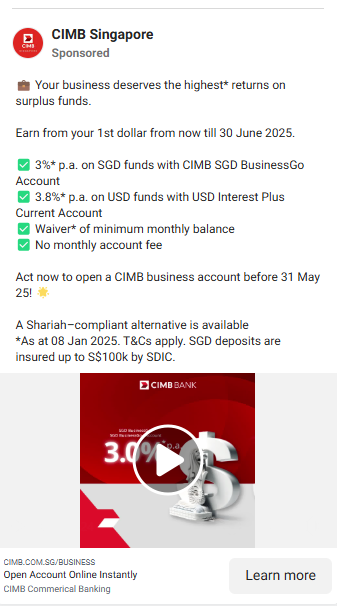 CIMB Singapore
Sponsored
💼 Your business deserves the highest* returns on
surplus funds.
Earn from your 1st dollar from now till 30 June 2025.
✅ 3%* p.a. on SGD funds with CIMB SGD BusinessGo
Account
✅ 3.8%* p.a. on USD funds with USD Interest Plus
Current Account
✅ Waiver* of minimum monthly balance
✅ No monthly account fee
Act now to open a CIMB business account before 31 May
25! 🌟
A Shariah–compliant alternative is available
*As at 08 Jan 2025. T&Cs apply. SGD deposits are
insured up to S$100k by SDIC.
CIMB BANK
3.0% p.a.
CIMB.COM.SG/BUSINESS
Open Account Online Instantly
CIMB Commerical Banking
Learn more